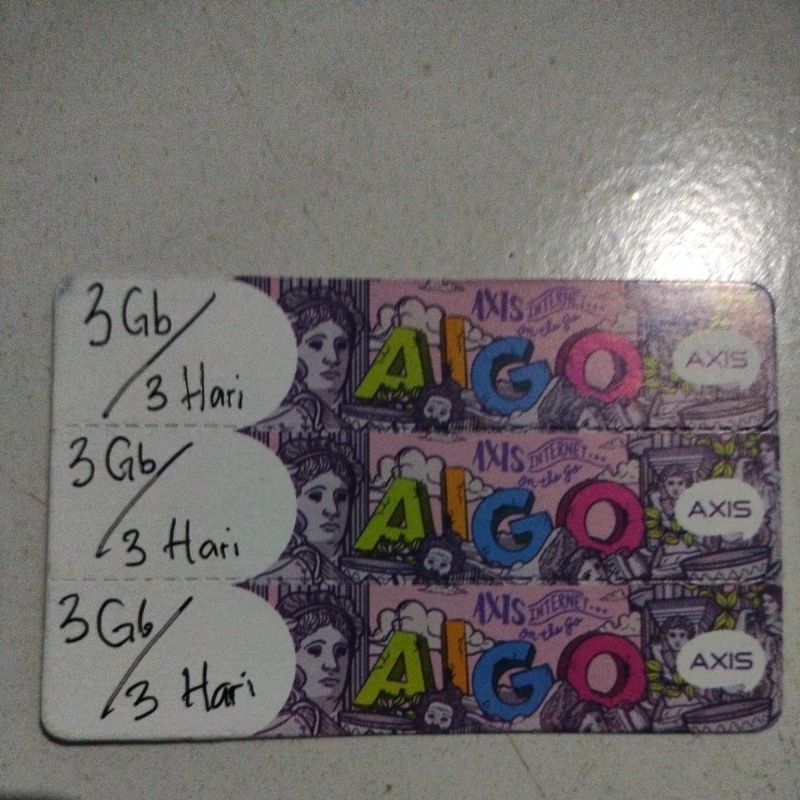 3 Gb/
3 Hari
AXIS INTERNET...
on the go
AIGO
AXIS
3 Gb/
3 Hari
AXIS INTERNET...
on the go
AIGO
AXIS
3 Gb/
3 Hari
AXIS INTERNET...
on the go
AIGO
AXIS